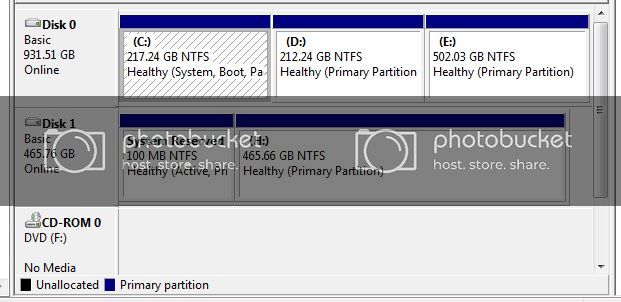 Disk 0
Basic
931.51 GB
Online
(C:)
217.24 GB NTFS
Healthy (System, Boot, Pa
(D:)
212.24 GB NTFS
Healthy (Primary Partition
(E:)
502.03 GB NTFS
Healthy (Primary Partition)
Disk 1
Basic
465.76 GB
Online
System Reserved
100 MB NTFS
Healthy (Active, Pri
(H:)
465.66 GB NTFS
Healthy (Primary Partition)
photobucket
host. store. share.
photobucket
host. store. share.
CD-ROM 0
DVD (F:)
No Media
Unallocated
Primary partition